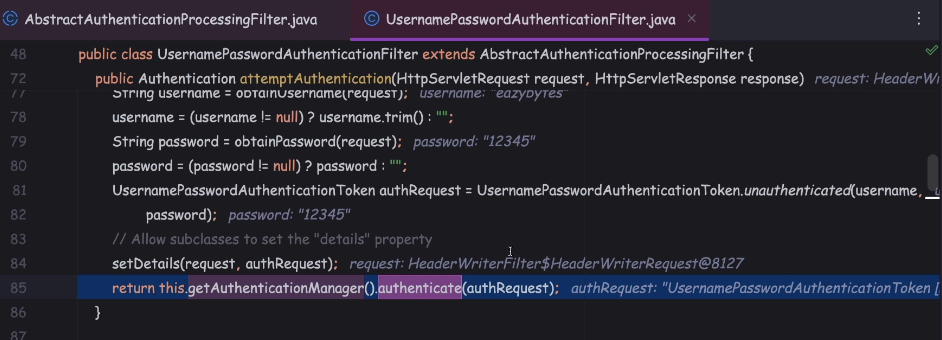 AbstractAuthenticationProcessingFilter.java UsernamePasswordAuthenticationFilter.java
48 public class UsernamePasswordAuthenticationFilter extends AbstractAuthenticationProcessingFilter {
72 public Authentication attemptAuthentication(HttpServletRequest request, HttpServletResponse response) request: HeaderWri
77 String username = obtainUsername(request); username: "eazybytes"
78 username = (username != null) ? username.trim() : "";
79 String password = obtainPassword(request); password: "12345"
80 password = (password != null) ? password : "";
81 UsernamePasswordAuthenticationToken authRequest = UsernamePasswordAuthenticationToken.unauthenticated(username,
82 password); password: "12345"
83 // Allow subclasses to set the "details" property
84 setDetails(request, authRequest); request: HeaderWriterFilter$HeaderWriterRequest@8127
85 return this.getAuthenticationManager().authenticate(authRequest); authRequest: "UsernamePasswordAuthenticationToken [
86 }
87